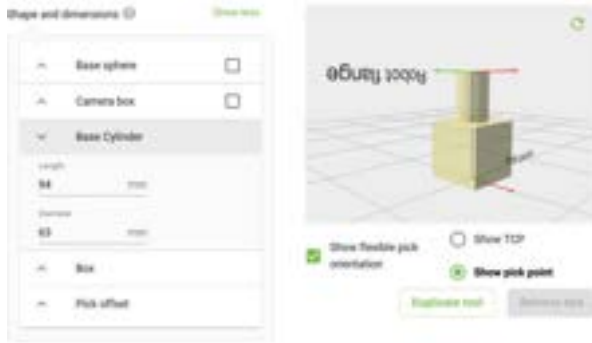 Shape and dimensions
Show less
Base sphere
Camera box
Base Cylinder
Length
94 mm
Diameter
63 mm
Box
Pick offset
Robot flange
Show flexible pick
orientation
Show TCP
Show pick point
Duplicate tool
Remove tool